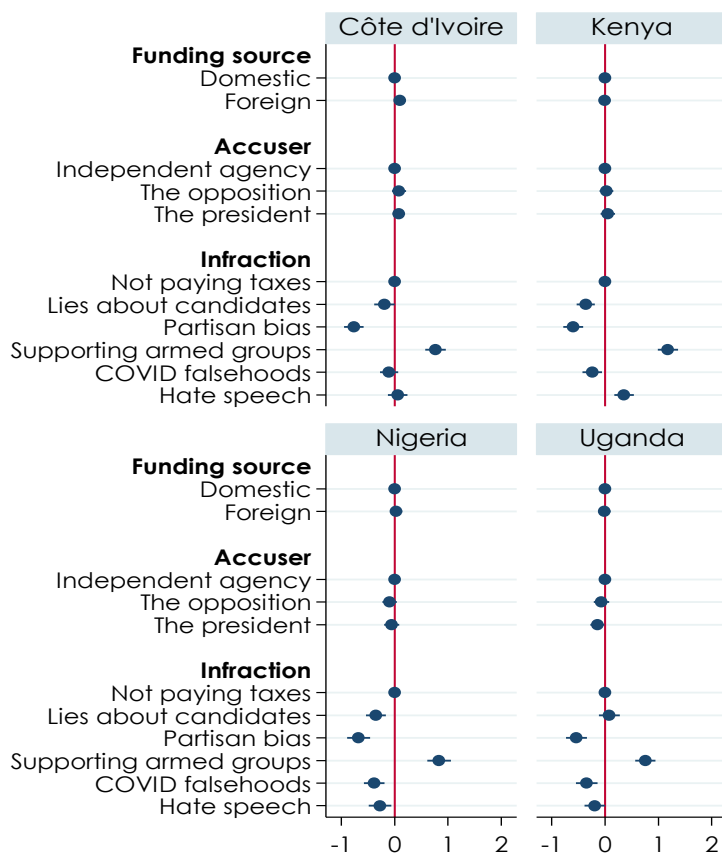 Côte d'Ivoire Kenya
Funding source
Domestic
Foreign
Accuser
Independent agency
The opposition
The president
Infraction
Not paying taxes
Lies about candidates
Partisan bias
Supporting armed groups
COVID falsehoods
Hate speech
Nigeria Uganda
Funding source
Domestic
Foreign
Accuser
Independent agency
The opposition
The president
Infraction
Not paying taxes
Lies about candidates
Partisan bias
Supporting armed groups
COVID falsehoods
Hate speech
-1 0 1 2 -1 0 1 2